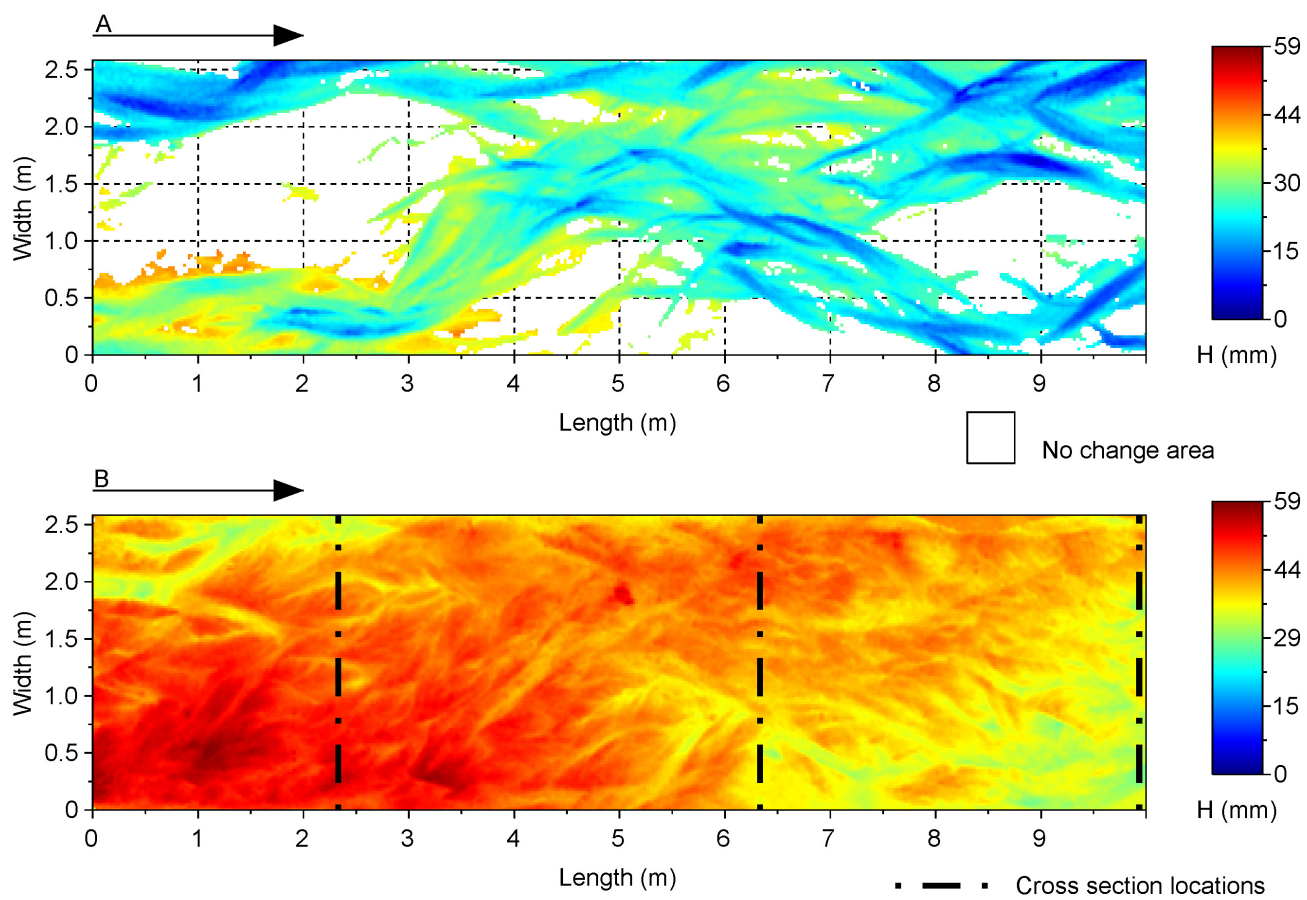 A
2.5
2.0
1.5
1.0
0.5
0
Width (m)
0 1 2 3 4 5 6 7 8 9
Length (m)
59
44
30
15
0
H (mm)
No change area
B
2.5
2.0
1.5
1.0
0.5
0
Width (m)
0 1 2 3 4 5 6 7 8 9
Length (m)
59
44
29
15
0
H (mm)
Cross section locations